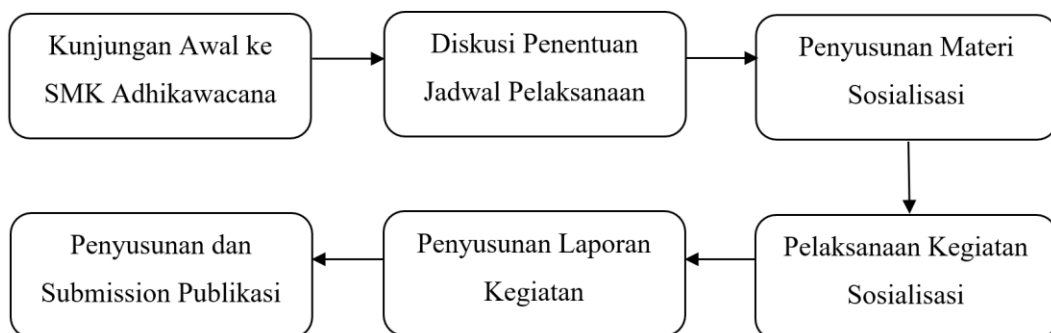 Kunjungan Awal ke
SMK Adhikawacana
Diskusi Penentuan
Jadwal Pelaksanaan
Penyusunan Materi
Sosialisasi
Pelaksanaan Kegiatan
Sosialisasi
Penyusunan Laporan
Kegiatan
Penyusunan dan
Submission Publikasi